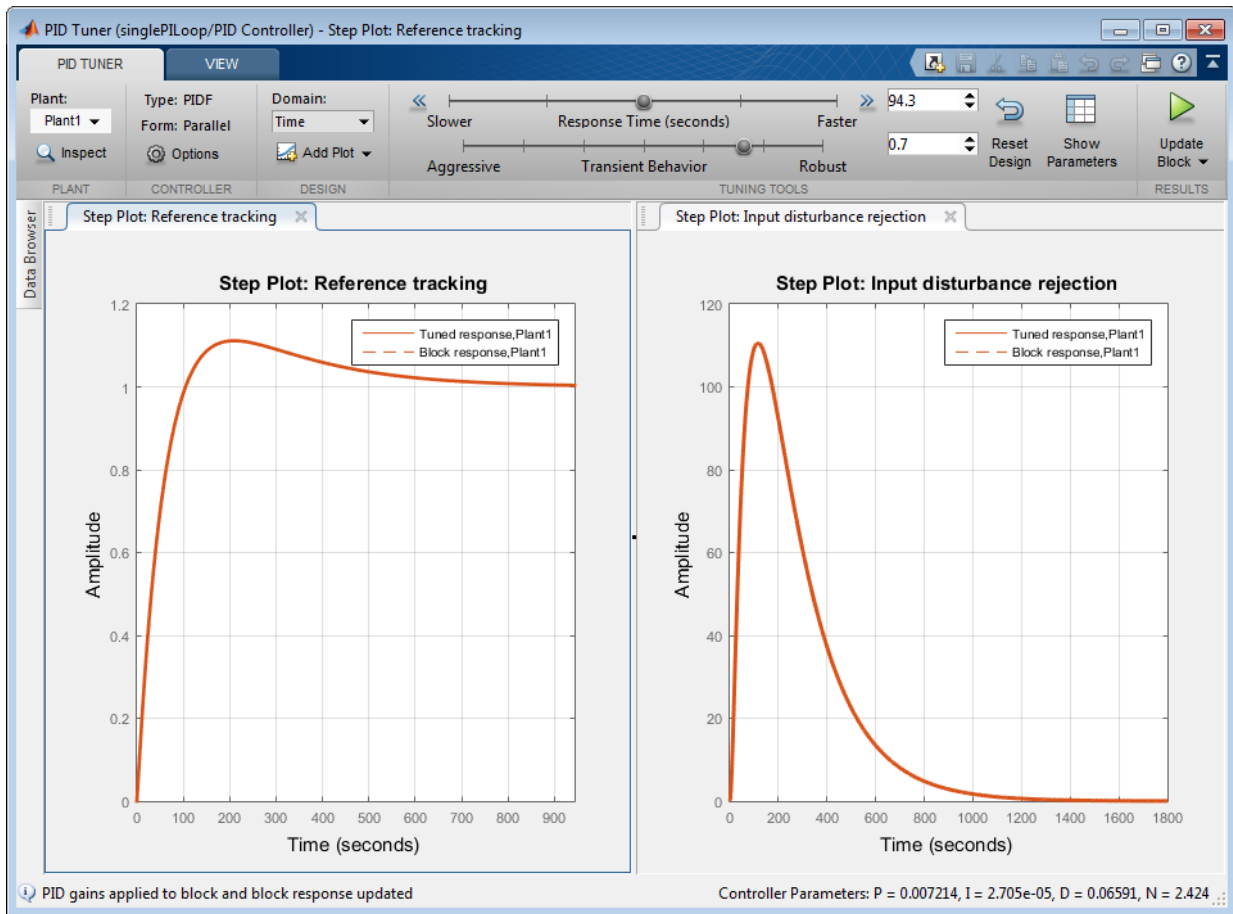 PID Tuner (singlePILoop/PID Controller) - Step Plot: Reference tracking
PID TUNER VIEW
Plant:
Plant1
Inspect
PLANT
Type: PIDF
Form: Parallel
Options
CONTROLLER
Domain:
Time
Add Plot
DESIGN
Slower Response Time (seconds) Faster
94.3
Aggressive Transient Behavior Robust
0.7
Reset
Design
Show
Parameters
TUNING TOOLS
Update
Block
RESULTS
Data Browser
Step Plot: Reference tracking
Step Plot: Reference tracking
Tuned response,Plant1
Block response,Plant1
1.2
1
0.8
0.6
0.4
0.2
0
Amplitude
0 100 200 300 400 500 600 700 800 900
Time (seconds)
Step Plot: Input disturbance rejection
Step Plot: Input disturbance rejection
Tuned response,Plant1
Block response,Plant1
120
100
80
60
40
20
0
Amplitude
0 200 400 600 800 1000 1200 1400 1600 1800
Time (seconds)
PID gains applied to block and block response updated
Controller Parameters: P = 0.007214, I = 2.705e-05, D = 0.06591, N = 2.424